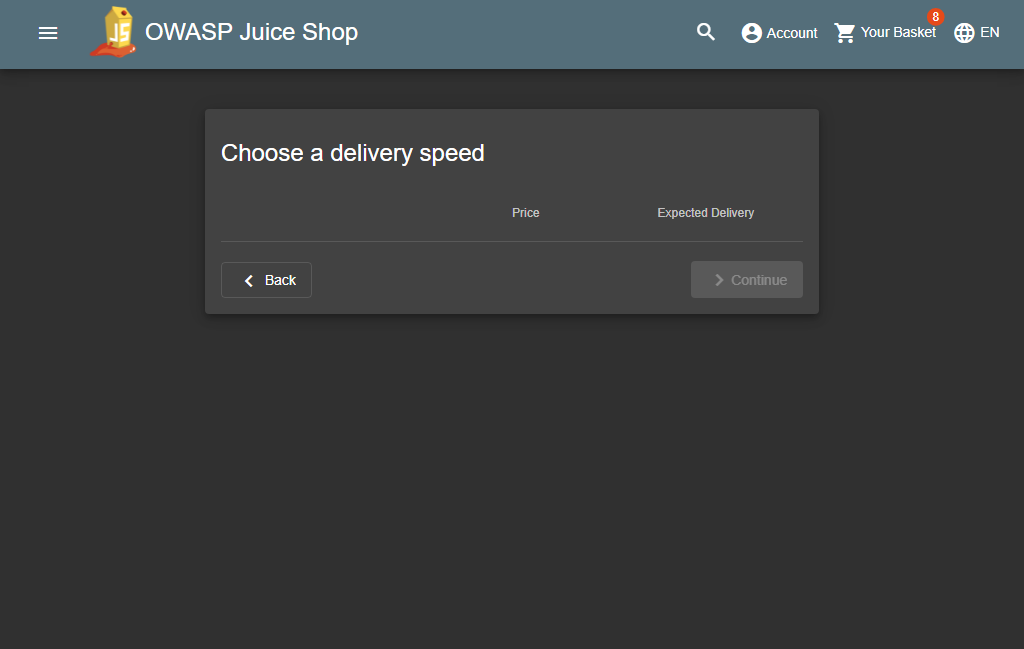 JS
OWASP Juice Shop
Account
8
Your Basket
EN
Choose a delivery speed
Price
Expected Delivery
Back
Continue